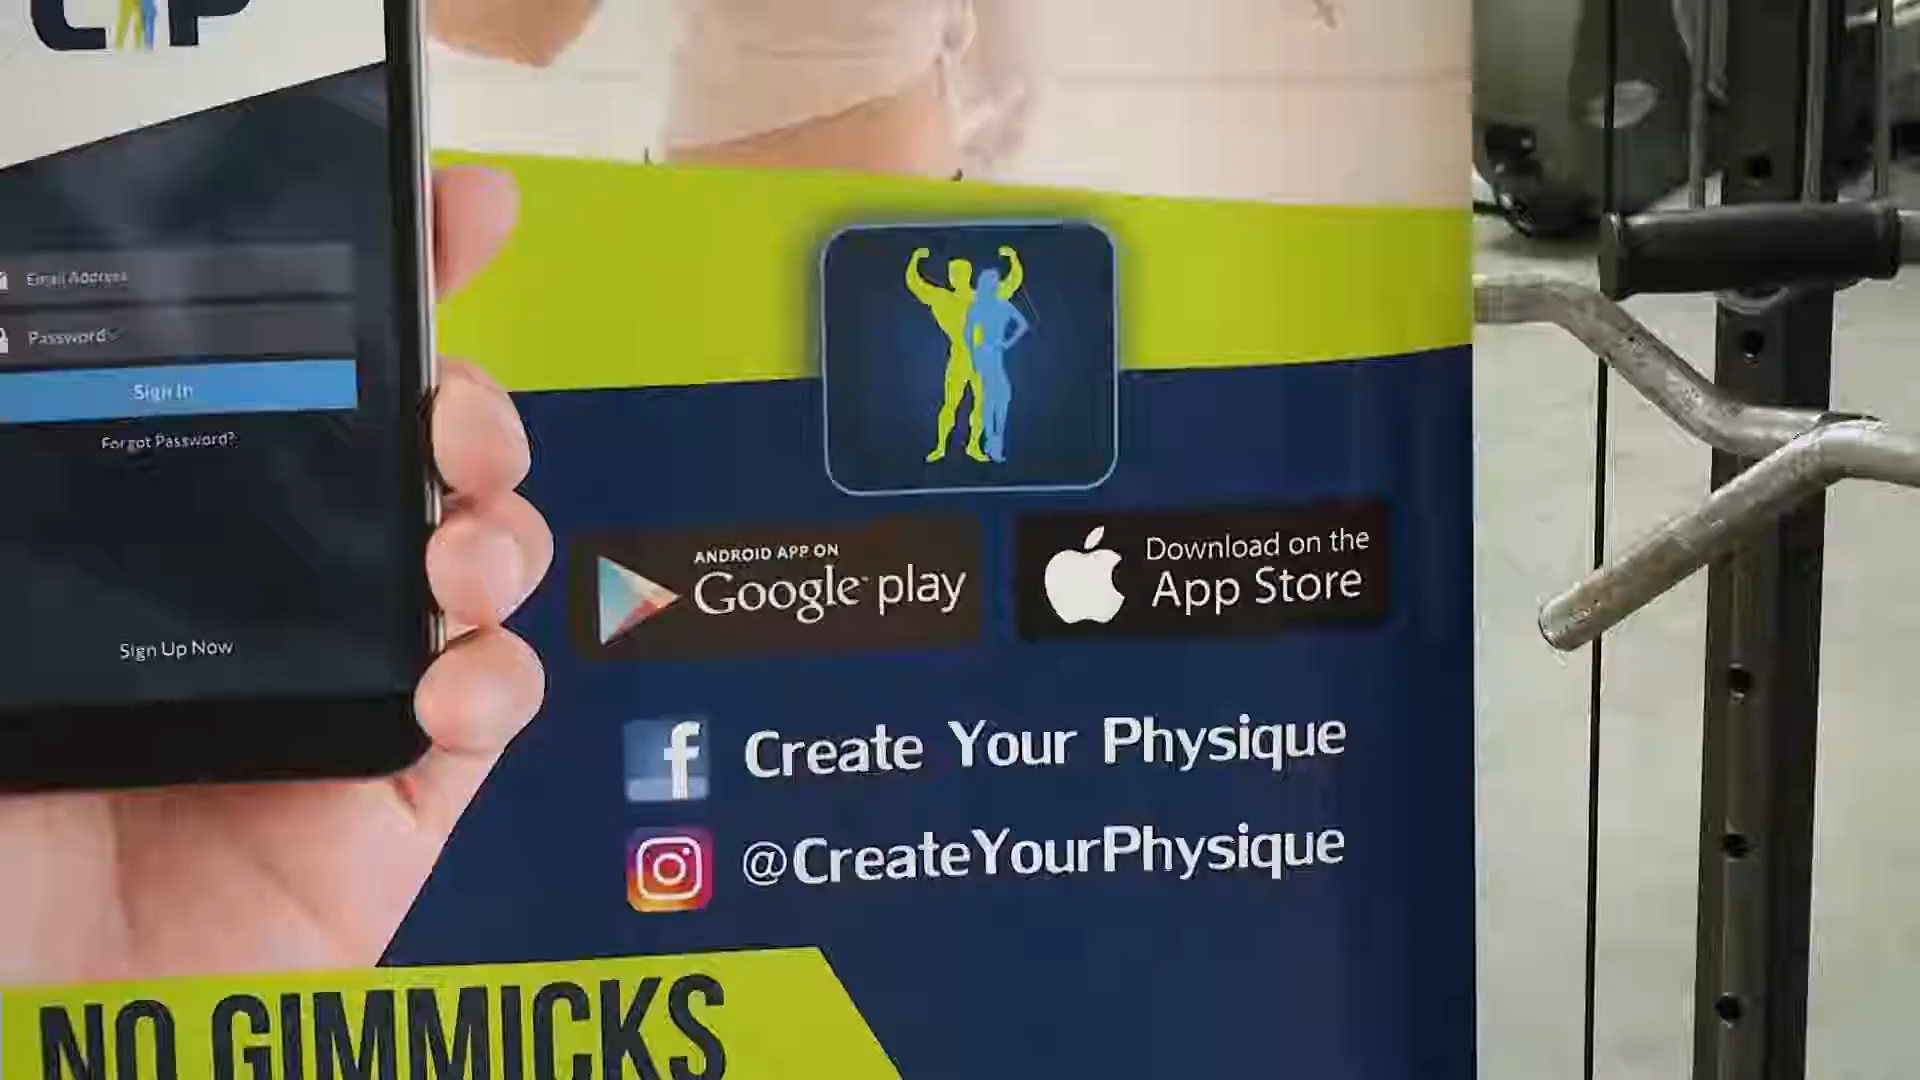 Email Address
Password
Sign In
Forgot Password?
Sign Up Now
ANDROID APP ON
Google play
Download on the
App Store
Create Your Physique
@CreateYourPhysique
NO GIMMICKS